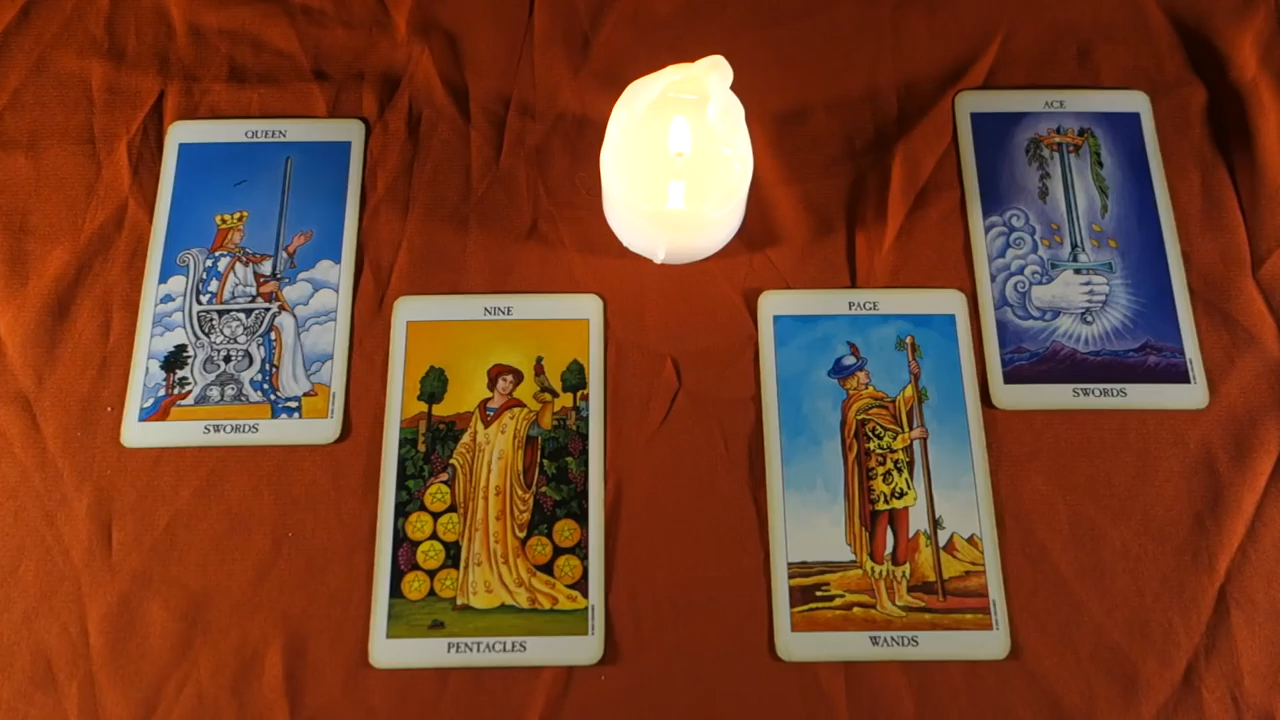 QUEEN
SWORDS
NINE
PENTACLES
PAGE
WANDS
ACE
SWORDS